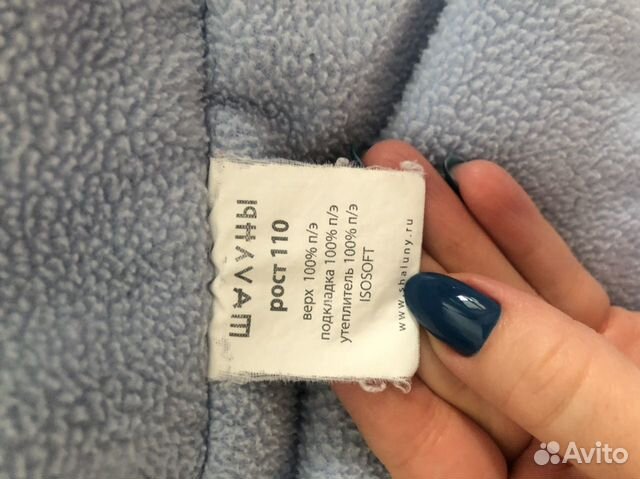 ШАЛУНЫ
рост 110
верх 100% п/э
подкладка 100% п/э
утеплитель 100% п/э
ISOSOFT
www.shaluny.ru
Avito